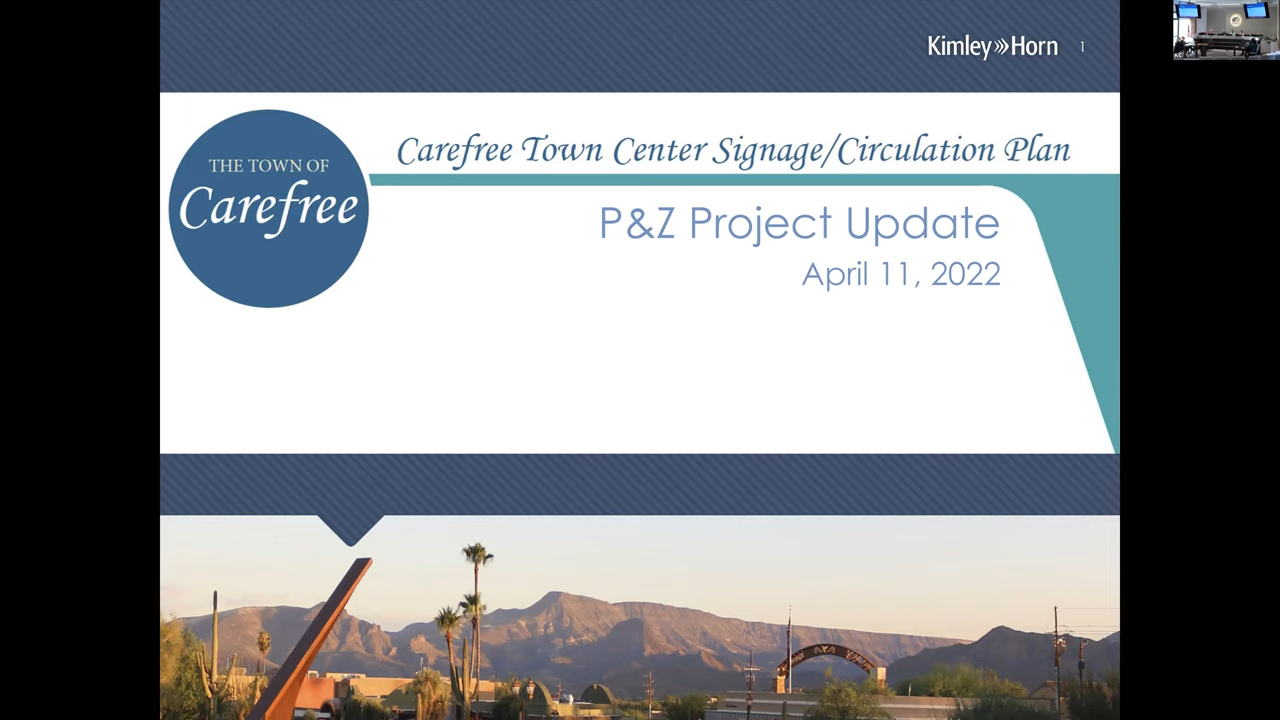 Kimley»Horn 1
THE TOWN OF
Carefree
Carefree Town Center Signage/Circulation Plan
P&Z Project Update
April 11, 2022